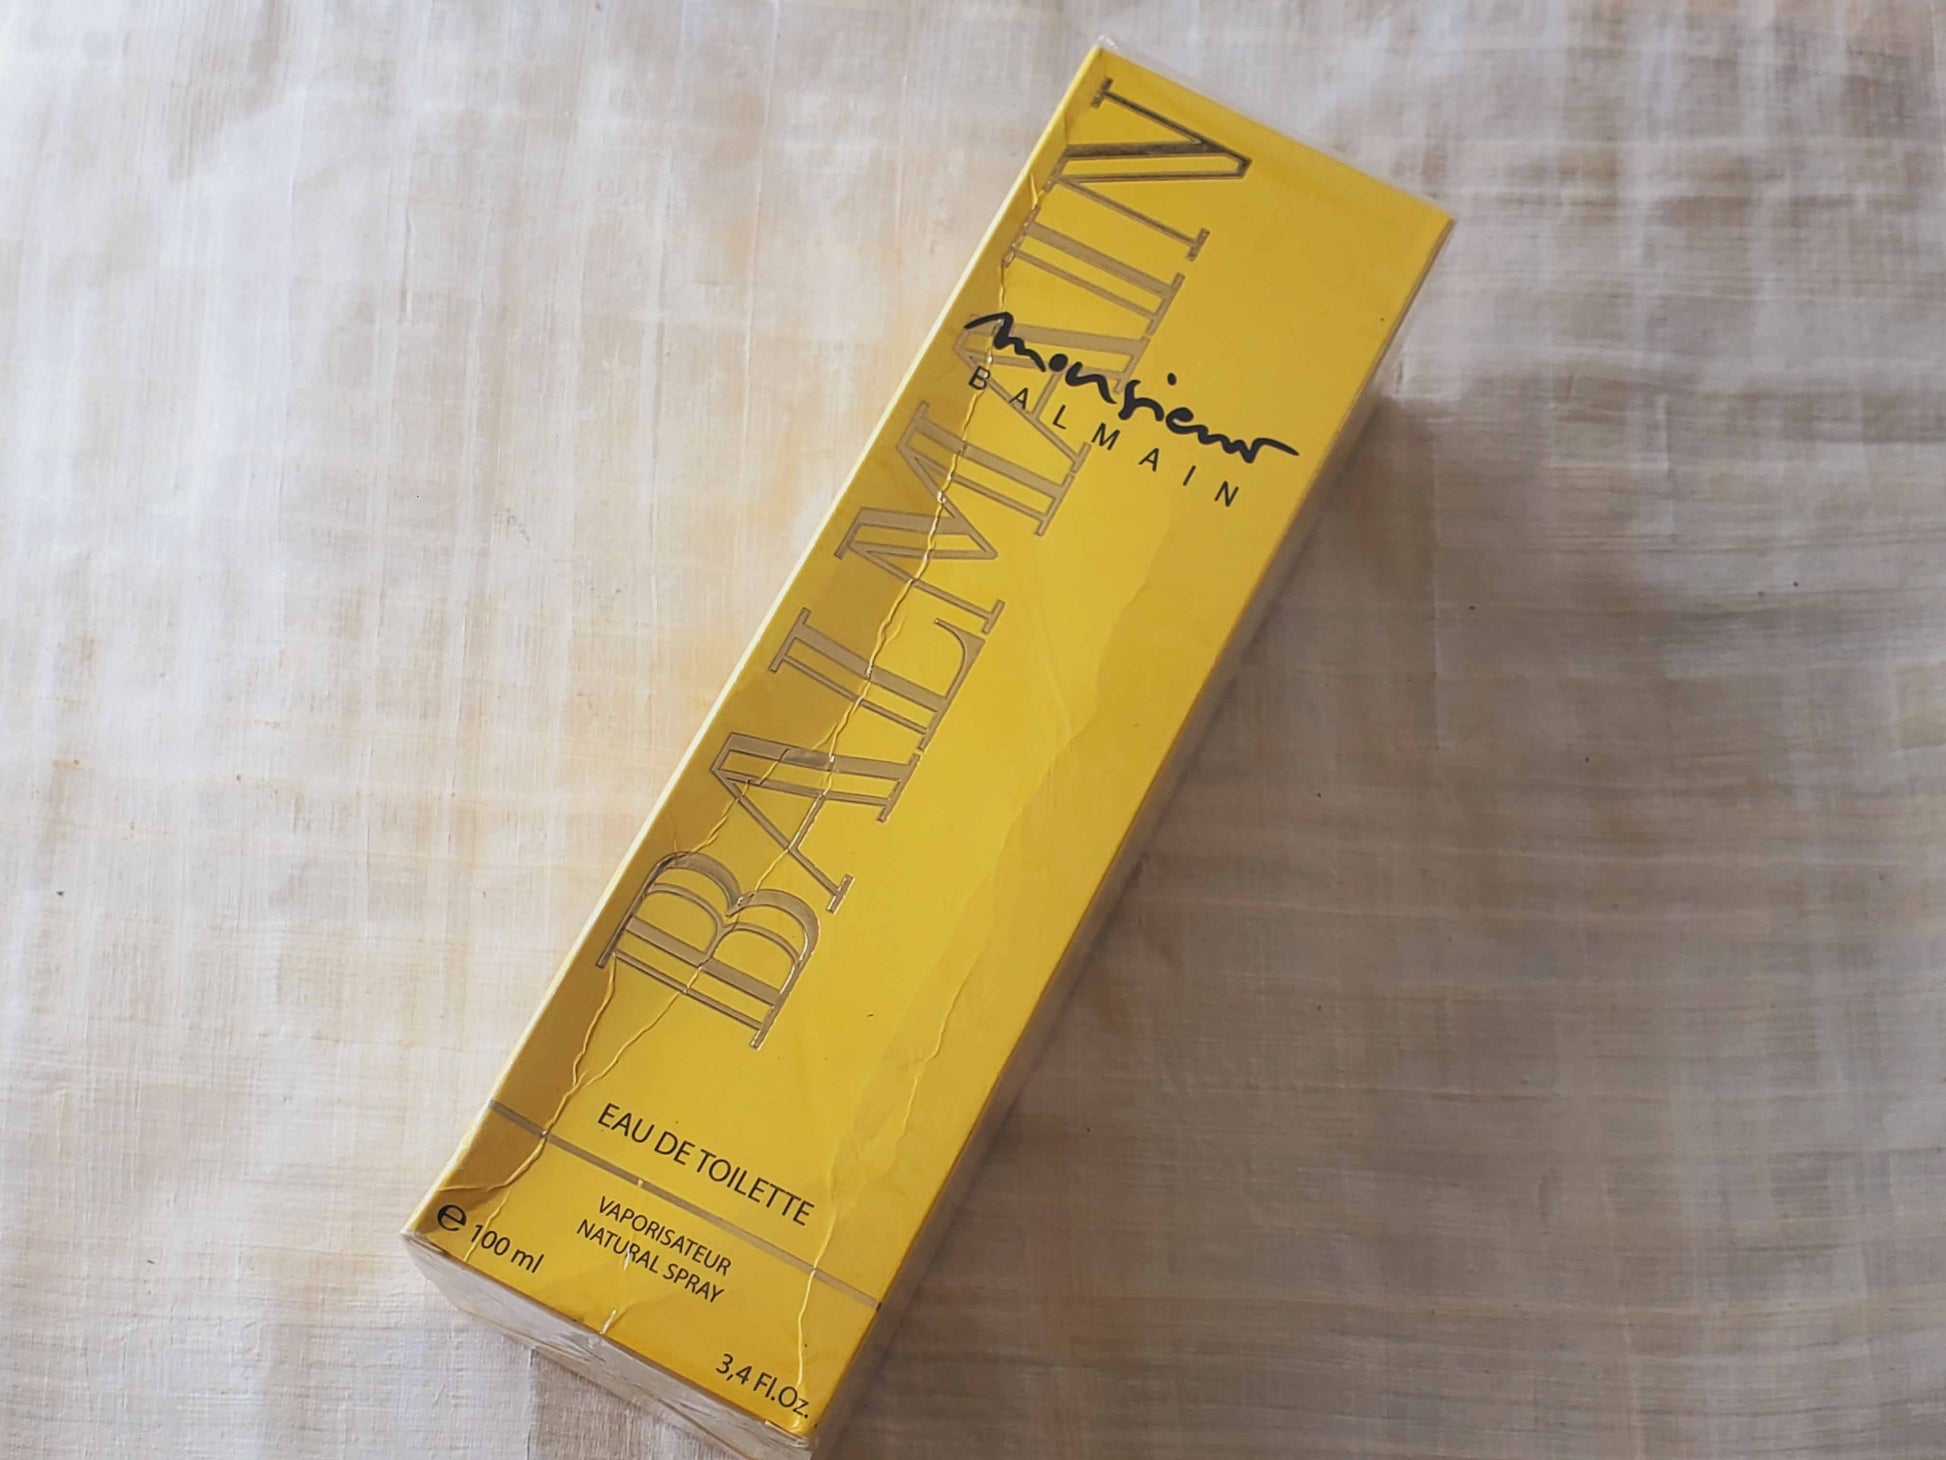 BALMAIN
monsieur
BALMAIN
EAU DE TOILETTE
VAPORISATEUR
NATURAL SPRAY
e 100 ml
3,4 Fl.Oz.